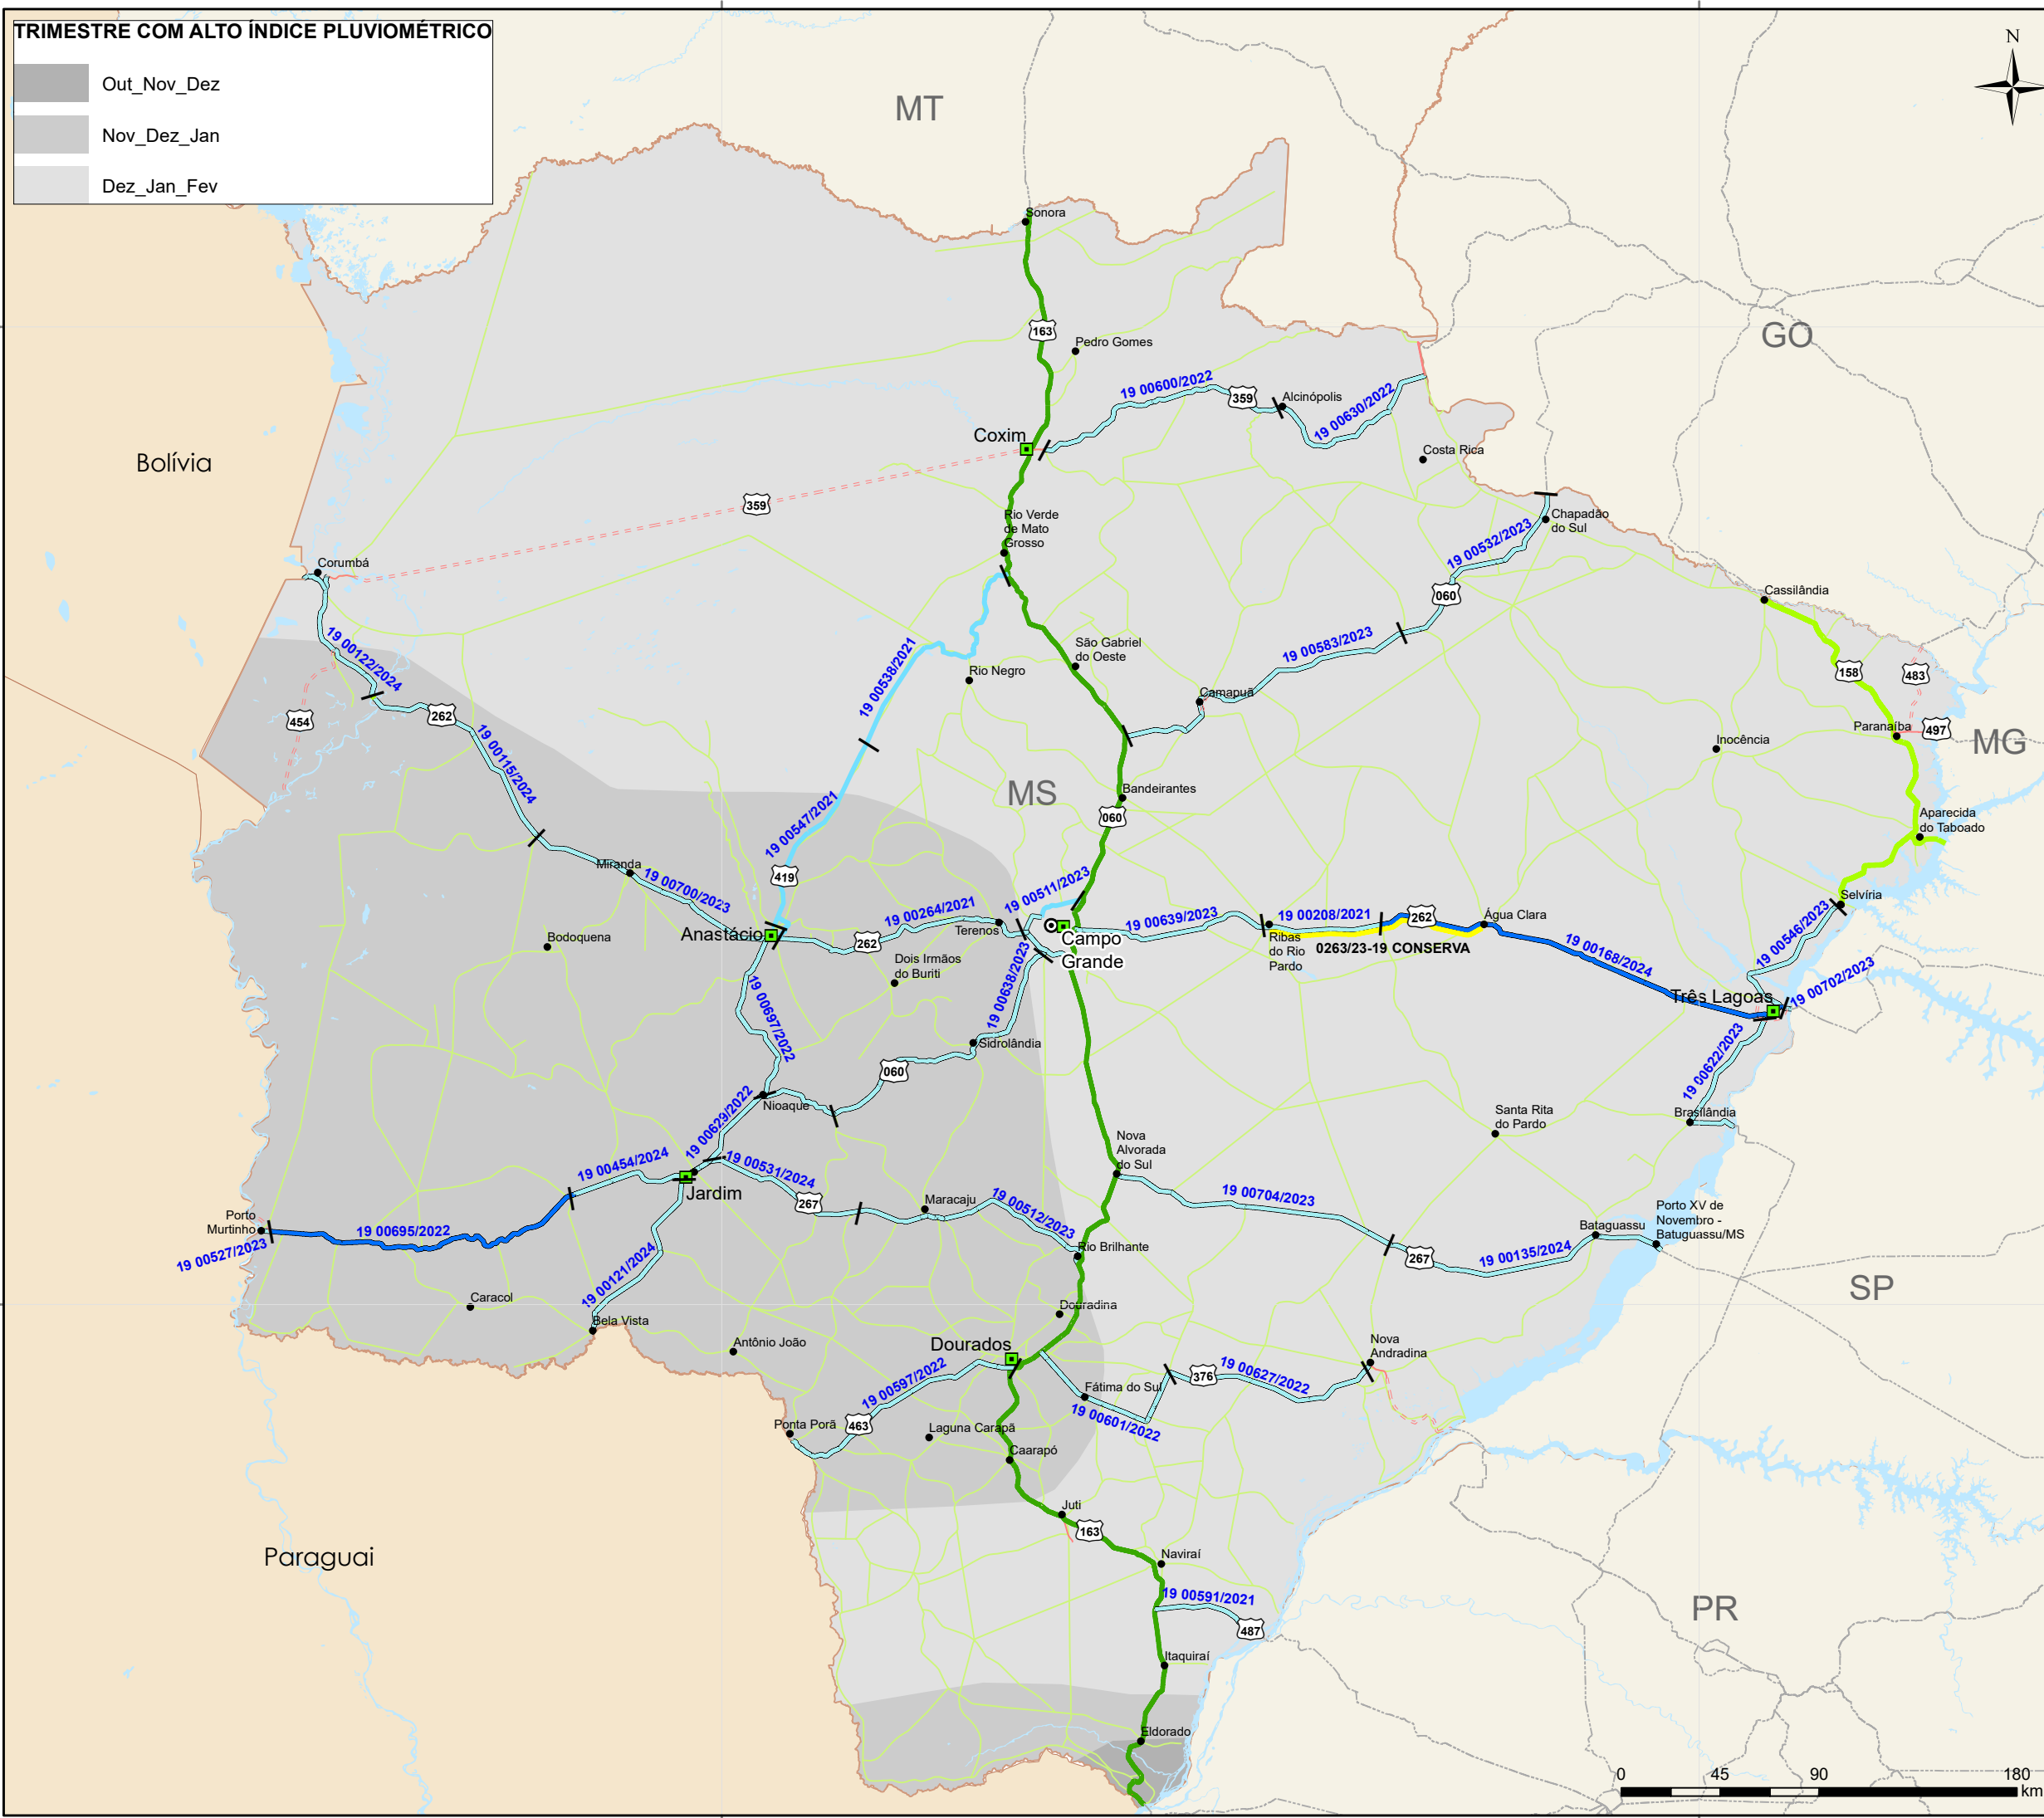 TRIMESTRE COM ALTO ÍNDICE PLUVIOMÉTRICO
Out_Nov_Dez
Nov_Dez_Jan
Dez_Jan_Fev
N
MT
GO
MG
SP
PR
MS
Bolívia
Paraguai
Sonora
163
Pedro Gomes
19 00600/2022
359
Alcinópolis
19 00630/2022
Coxim
Costa Rica
359
Rio Verde
de Mato
Grosso
Chapadão
do Sul
19 00532/2023
060
Corumbá
Cassilândia
19 00122/2024
19 00583/2023
São Gabriel
do Oeste
19 00538/2021
Rio Negro
Camapuã
158
483
454
262
497
Paranaíba
Inocência
19 00115/2024
Bandeirantes
060
19 00547/2021
Aparecida
do Taboado
Miranda
19 00700/2023
419
19 00511/2023
Selvíria
19 00264/2021
Terenos
19 00639/2023
19 00208/2021
262
Água Clara
Anastácio
262
Campo
Grande
Ribas
do Rio
Pardo
0263/23-19 CONSERVA
19 00168/2024
19 00546/2023
Bodoquena
Dois Irmãos
do Buriti
19 00638/2023
19 00702/2023
Três Lagoas
19 00697/2022
Sidrolândia
060
19 00622/2023
19 00629/2022
Nioaque
Brasilândia
Santa Rita
do Pardo
Nova
Alvorada
do Sul
19 00454/2024
19 00531/2024
Jardim
267
Maracaju
19 00512/2023
19 00704/2023
Porto
Murtinho
19 00695/2022
19 00527/2023
Rio Brilhante
Bataguassu
Porto XV de
Novembro -
Batuguassu/MS
267
19 00135/2024
19 00121/2024
Caracol
Bela Vista
Douradina
Antônio João
Dourados
Nova
Andradina
19 00597/2022
Fátima do Sul
376
19 00627/2022
19 00601/2022
Ponta Porã
463
Laguna Carapã
Caarapó
Juti
163
Naviraí
19 00591/2021
487
Itaquiraí
Eldorado
0
45
90
180
km